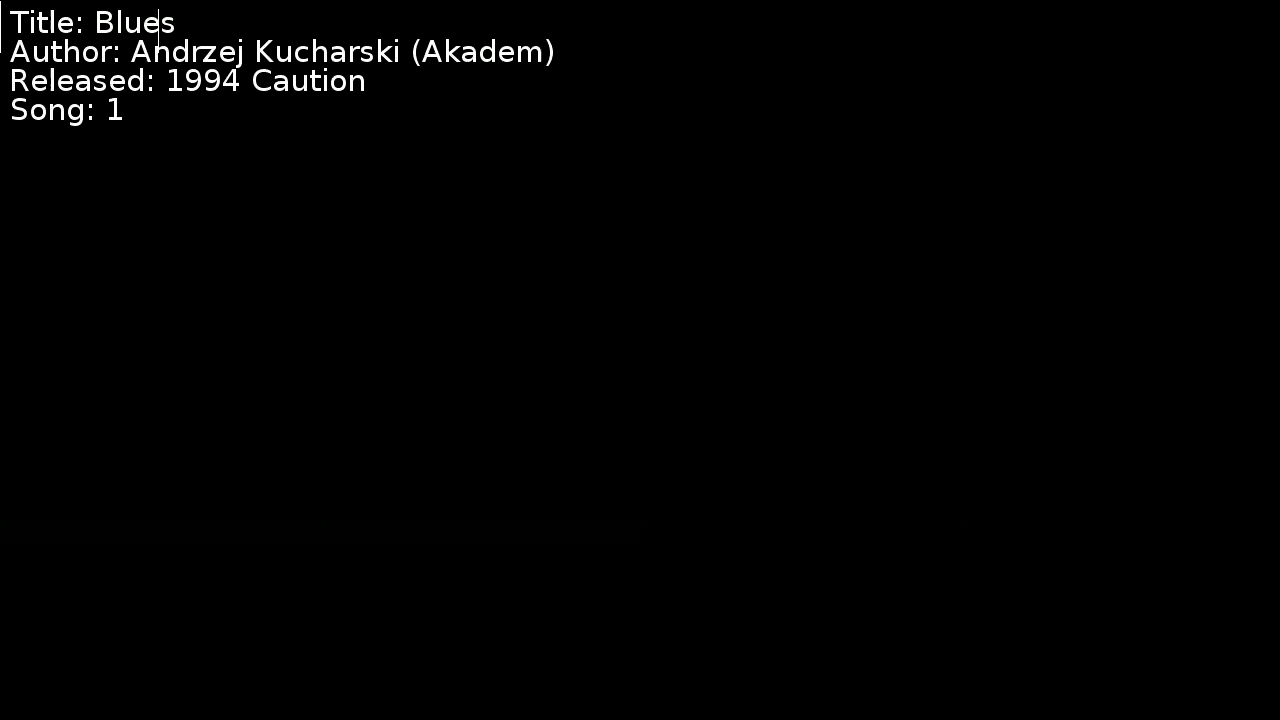 Title: Blues
Author: Andrzej Kucharski (Akadem)
Released: 1994 Caution
Song: 1